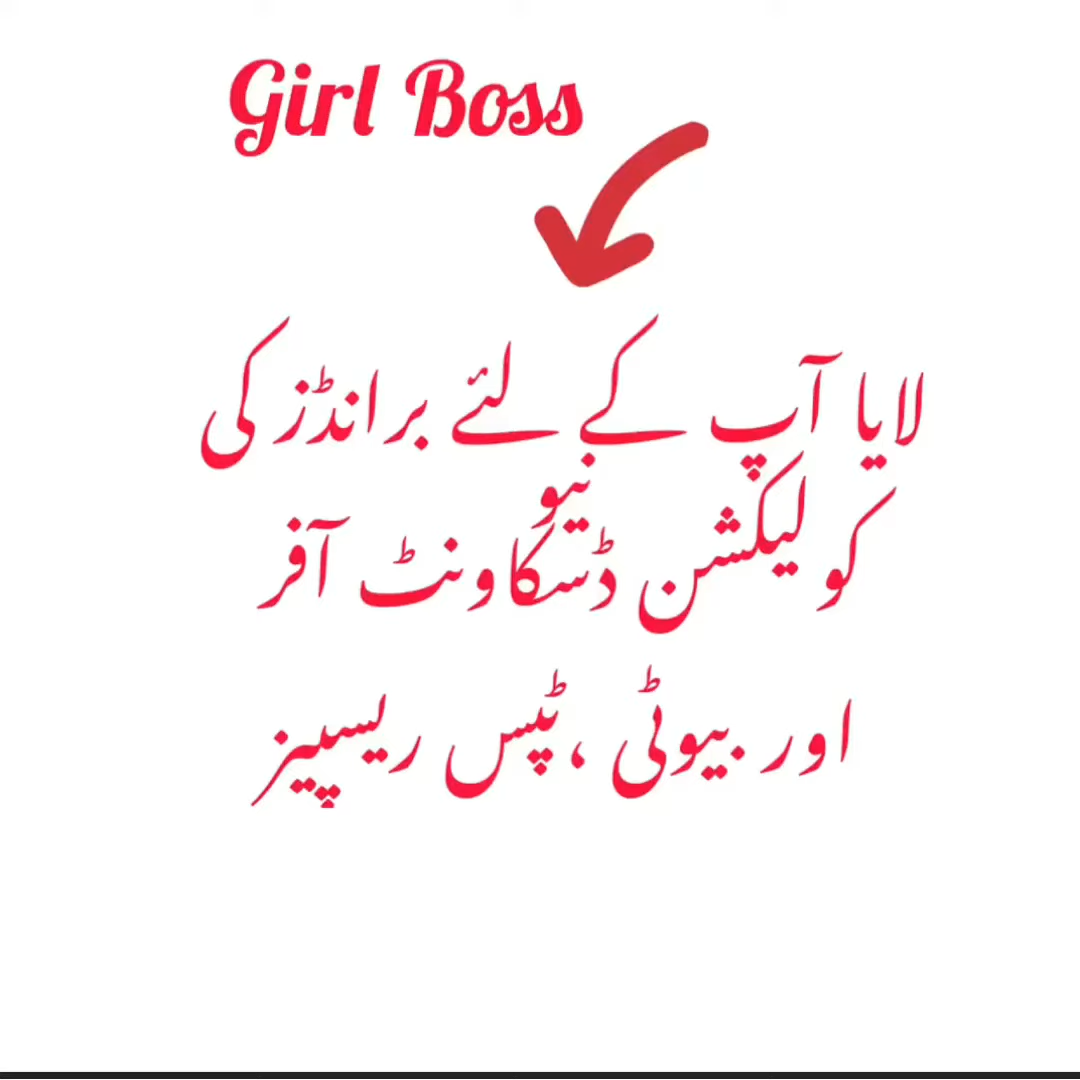 Girl Boss
لایا آپ کے لئے برانڈز کی
نیو
کولیکشن ڈسکاونٹ آفر
اور بیوٹی ،ٹپس ریسپیز